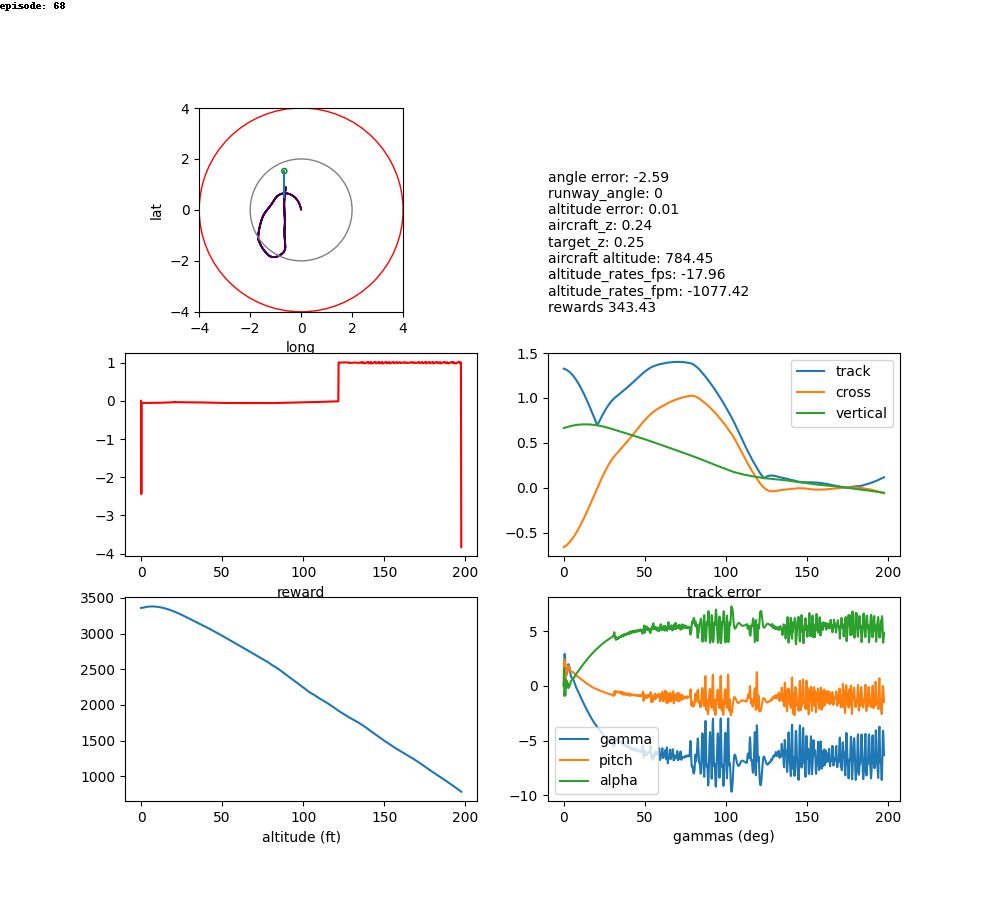 episode: 68
4
2
0
−2
−4
lat
−4 −2 0 2 4
long
angle error: -2.59
runway_angle: 0
altitude error: 0.01
aircraft_z: 0.24
target_z: 0.25
aircraft altitude: 784.45
altitude_rates_fps: -17.96
altitude_rates_fpm: -1077.42
rewards 343.43
1
0
−1
−2
−3
−4
0 50 100 150 200
reward
1.5
1.0
0.5
0.0
−0.5
track
cross
vertical
0 50 100 150 200
track error
3500
3000
2500
2000
1500
1000
0 50 100 150 200
altitude (ft)
5
0
−5
−10
gamma
pitch
alpha
0 50 100 150 200
gammas (deg)